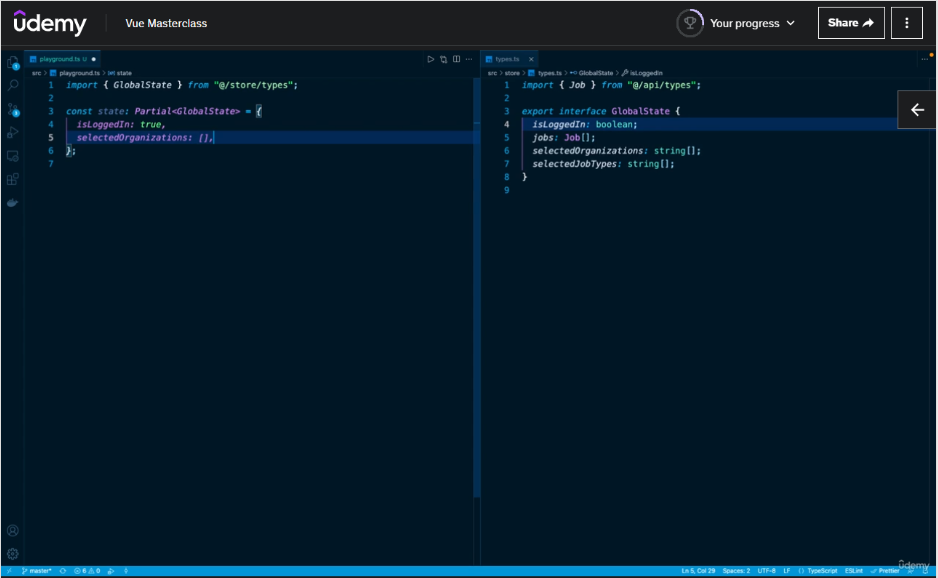 udemy
Vue Masterclass
Your progress
Share
playground.ts U
types.ts
src > playground.ts > state
src > store > types.ts > GlobalState > isLoggedIn
1 import { GlobalState } from "@/store/types";
2
3 const state: Partial<GlobalState> = {
4 isLoggedIn: true,
5 selectedOrganizations: [],
6 };
7
1 import { Job } from "@/api/types";
2
3 export interface GlobalState {
4 isLoggedIn: boolean;
5 jobs: Job[];
6 selectedOrganizations: string[];
7 selectedJobTypes: string[];
8 }
9
udemy
master* 6 0 Ln 5, Col 29 Spaces: 2 UTF-8 LF {} TypeScript ESLint Prettier